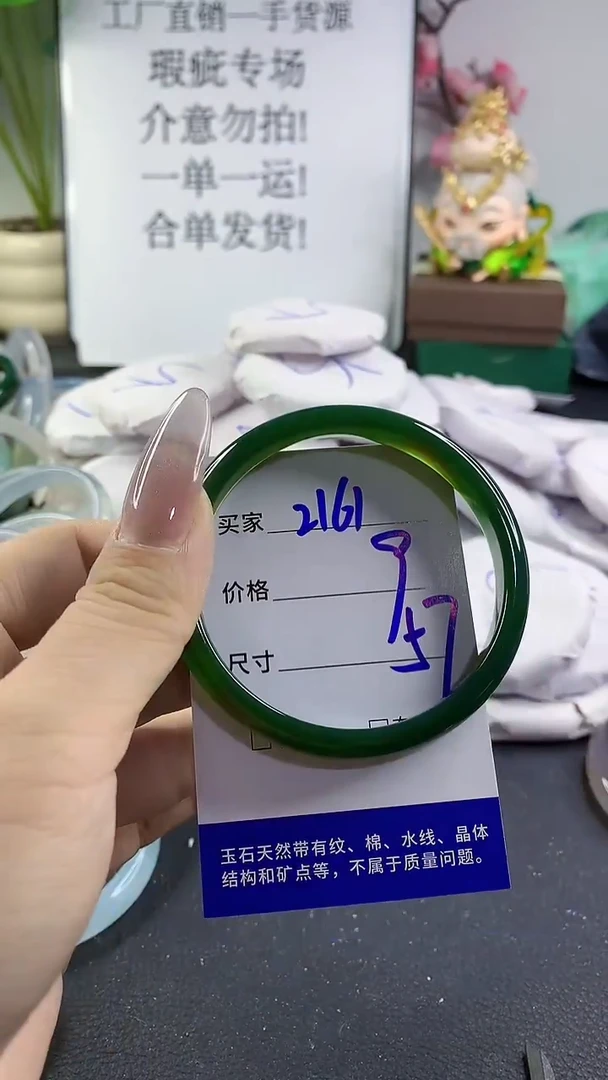 工厂直销一手货源
瑕疵专场
介意勿拍!
一单一运!
合单发货!
买家 2161
价格 9
尺寸 57
玉石天然带有纹、棉、水线、晶体
结构和矿点等，不属于质量问题。